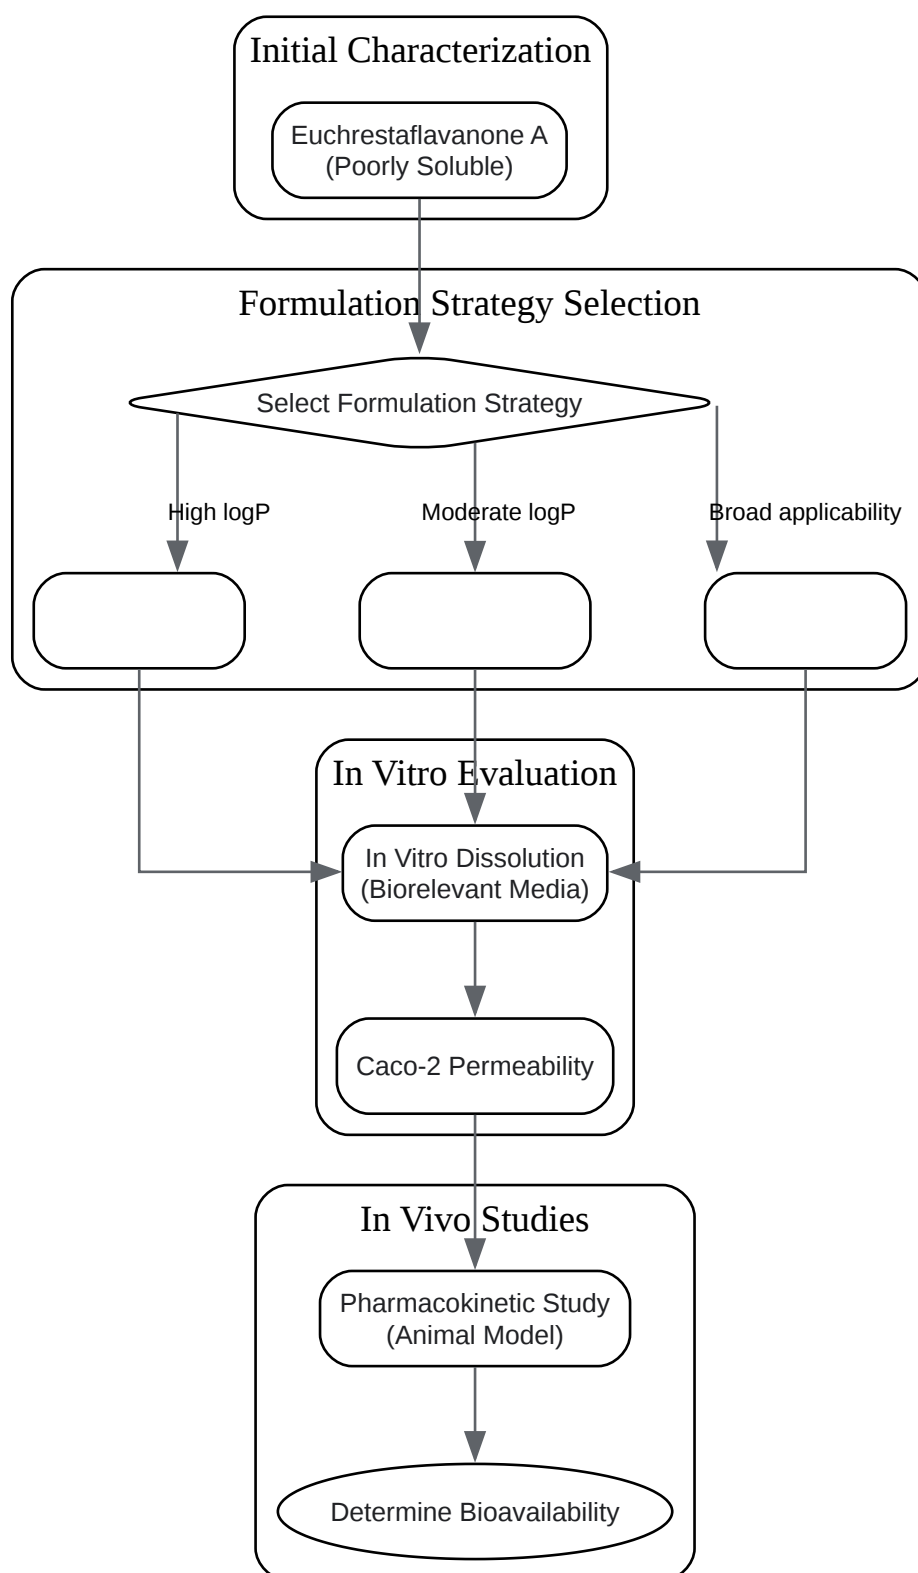 Initial Characterization
Euchrestaflavanone A
(Poorly Soluble)
Formulation Strategy Selection
Select Formulation Strategy
High logP
Moderate logP
Broad applicability
In Vitro Evaluation
In Vitro Dissolution
(Biorelevant Media)
Caco-2 Permeability
In Vivo Studies
Pharmacokinetic Study
(Animal Model)
Determine Bioavailability